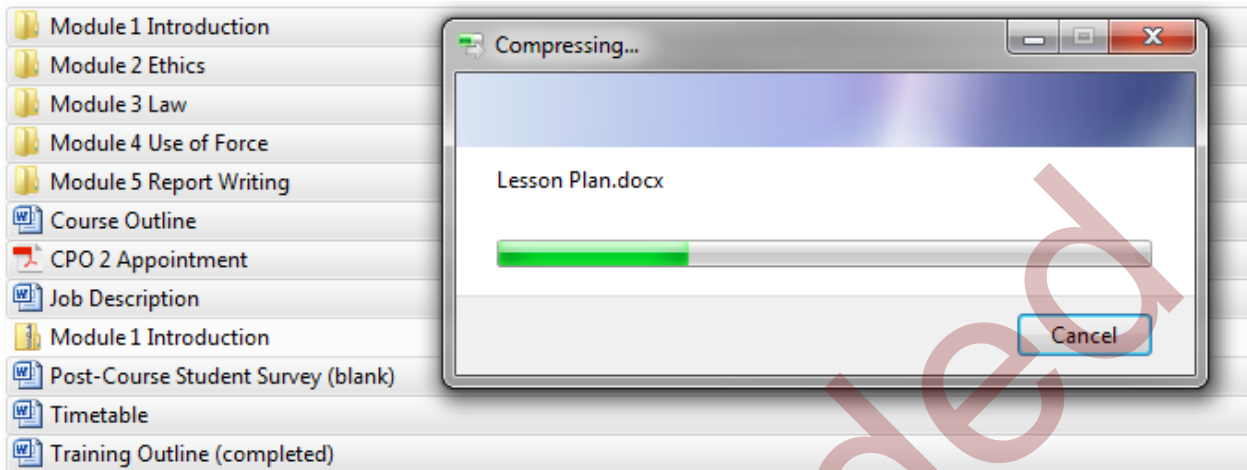 Module 1 Introduction
Module 2 Ethics
Module 3 Law
Module 4 Use of Force
Module 5 Report Writing
Course Outline
CPO 2 Appointment
Job Description
Module 1 Introduction
Post-Course Student Survey (blank)
Timetable
Training Outline (completed)
Compressing...
Lesson Plan.docx
Cancel